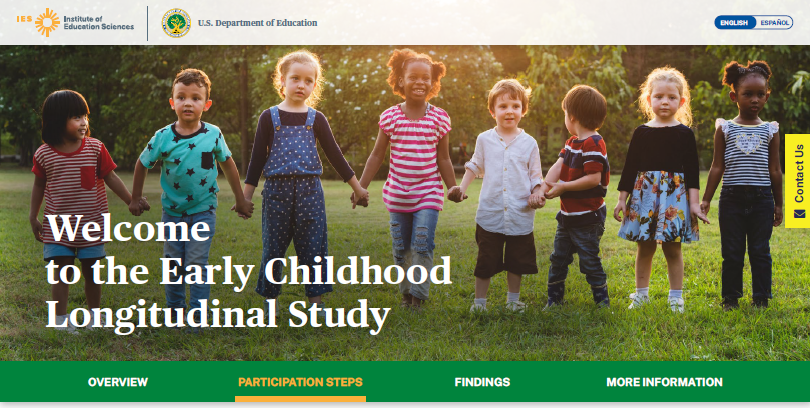 IES Institute of
Education Sciences
U.S. Department of Education
ENGLISH ESPAÑOL
Contact Us
Welcome
to the Early Childhood
Longitudinal Study
OVERVIEW PARTICIPATION STEPS FINDINGS MORE INFORMATION